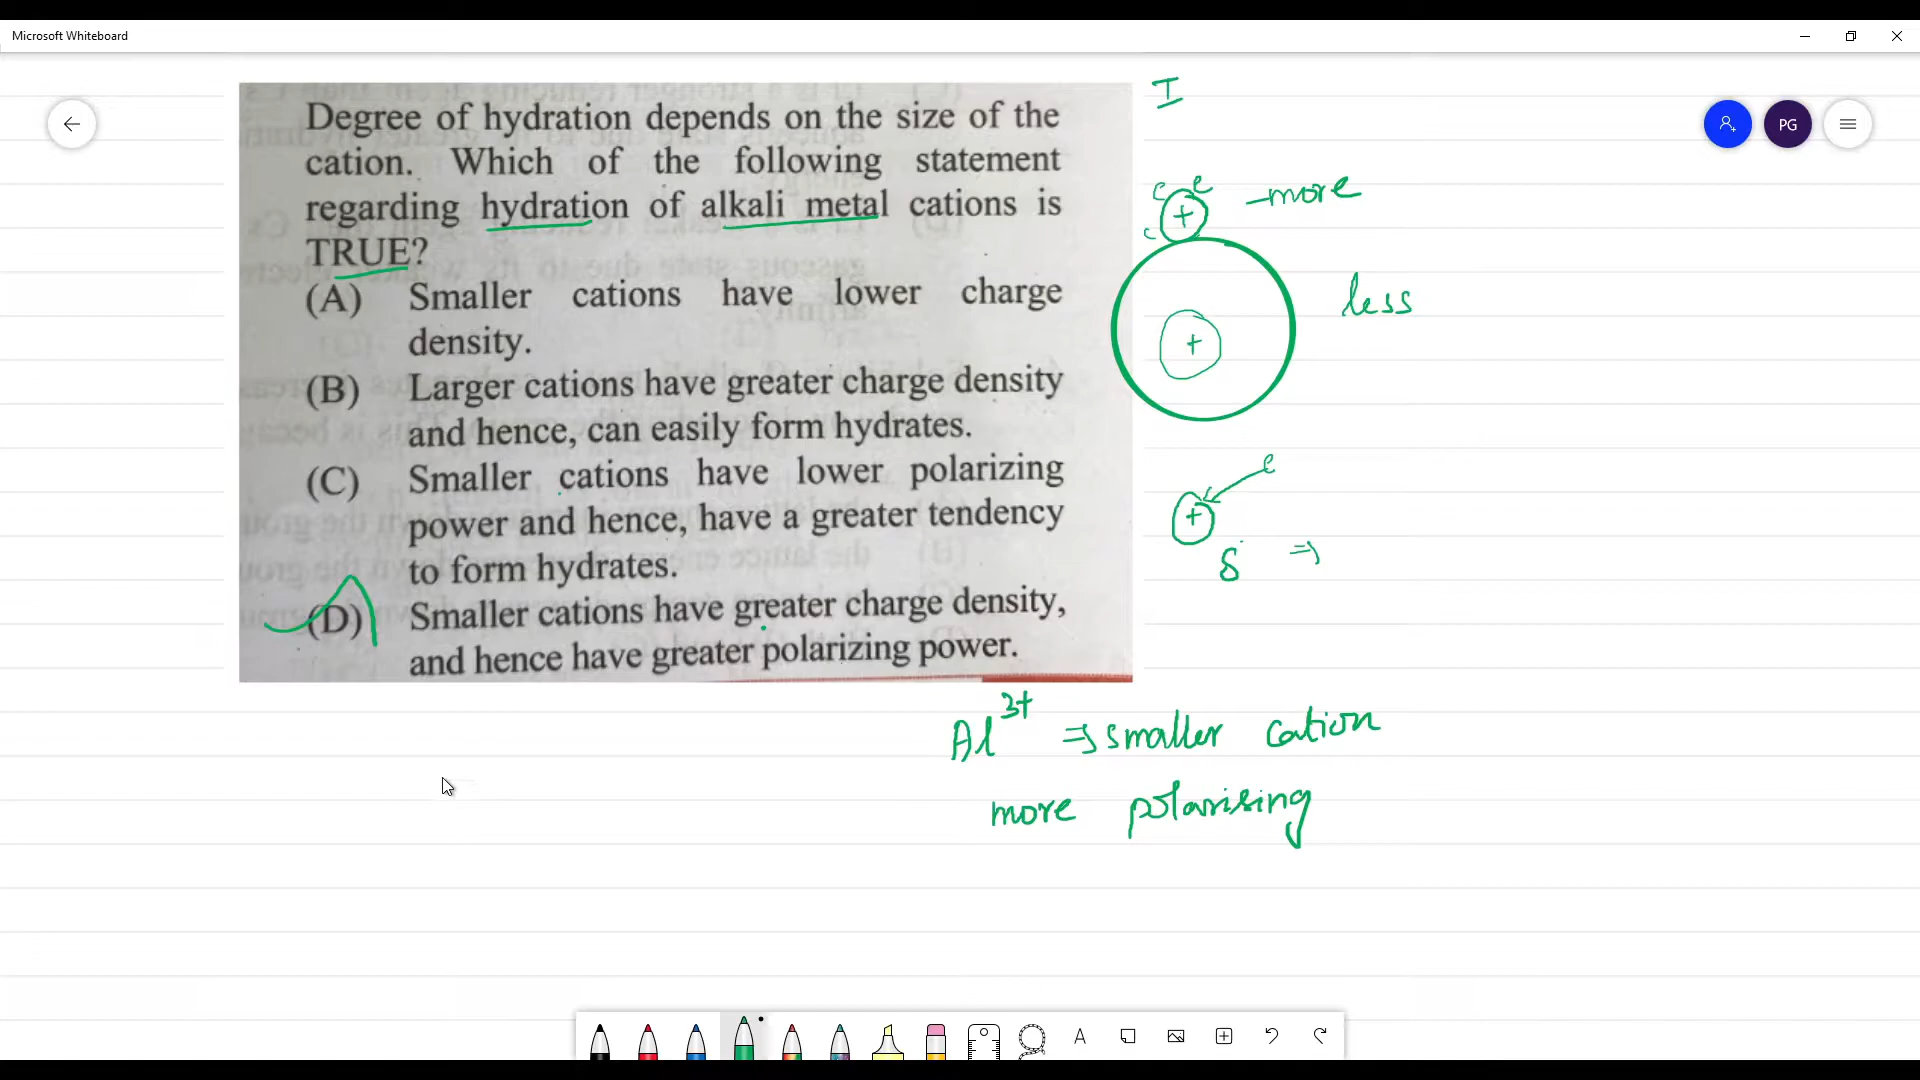 Microsoft Whiteboard
PG
Degree of hydration depends on the size of the
cation. Which of the following statement
regarding hydration of alkali metal cations is
TRUE?
(A) Smaller cations have lower charge
density.
(B) Larger cations have greater charge density
and hence, can easily form hydrates.
(C) Smaller cations have lower polarizing
power and hence, have a greater tendency
to form hydrates.
(D) Smaller cations have greater charge density,
and hence have greater polarizing power.
I
e e
+ - more
e
less
+
e
+
S ⇒
Al3+ ⇒ smaller cation
more polarising
A